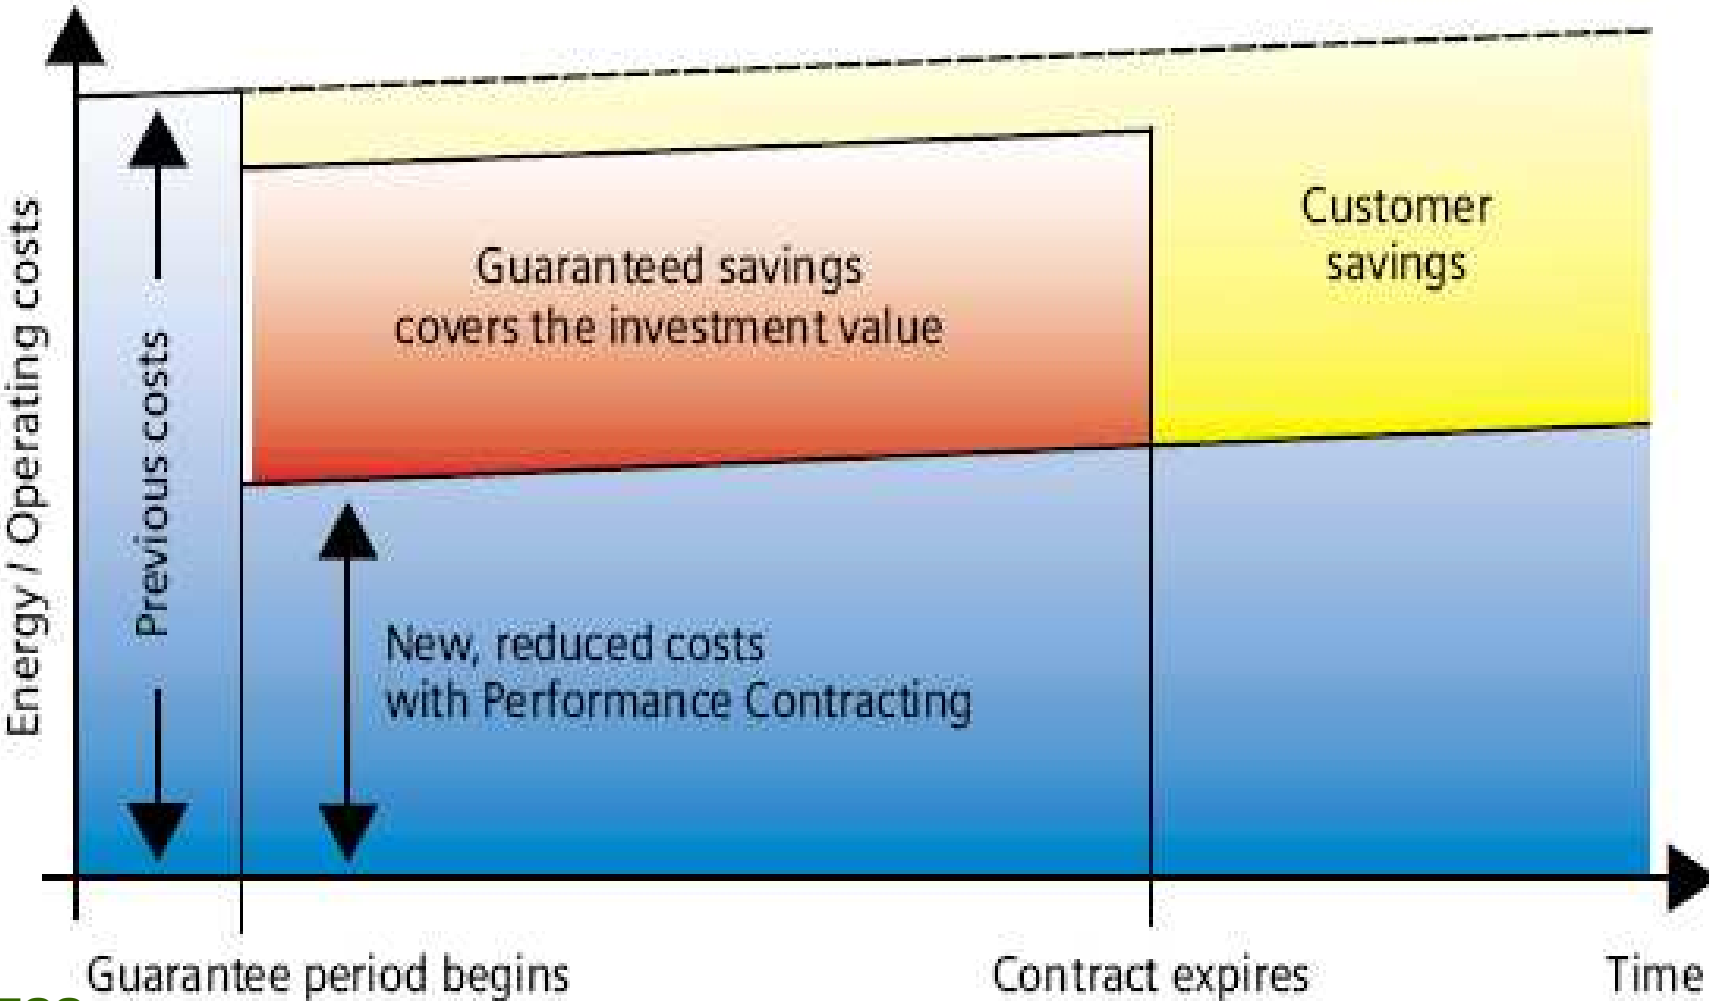 Energy / Operating costs
Previous costs
Guaranteed savings
covers the investment value
Customer
savings
New, reduced costs
with Performance Contracting
Guarantee period begins
Contract expires
Time